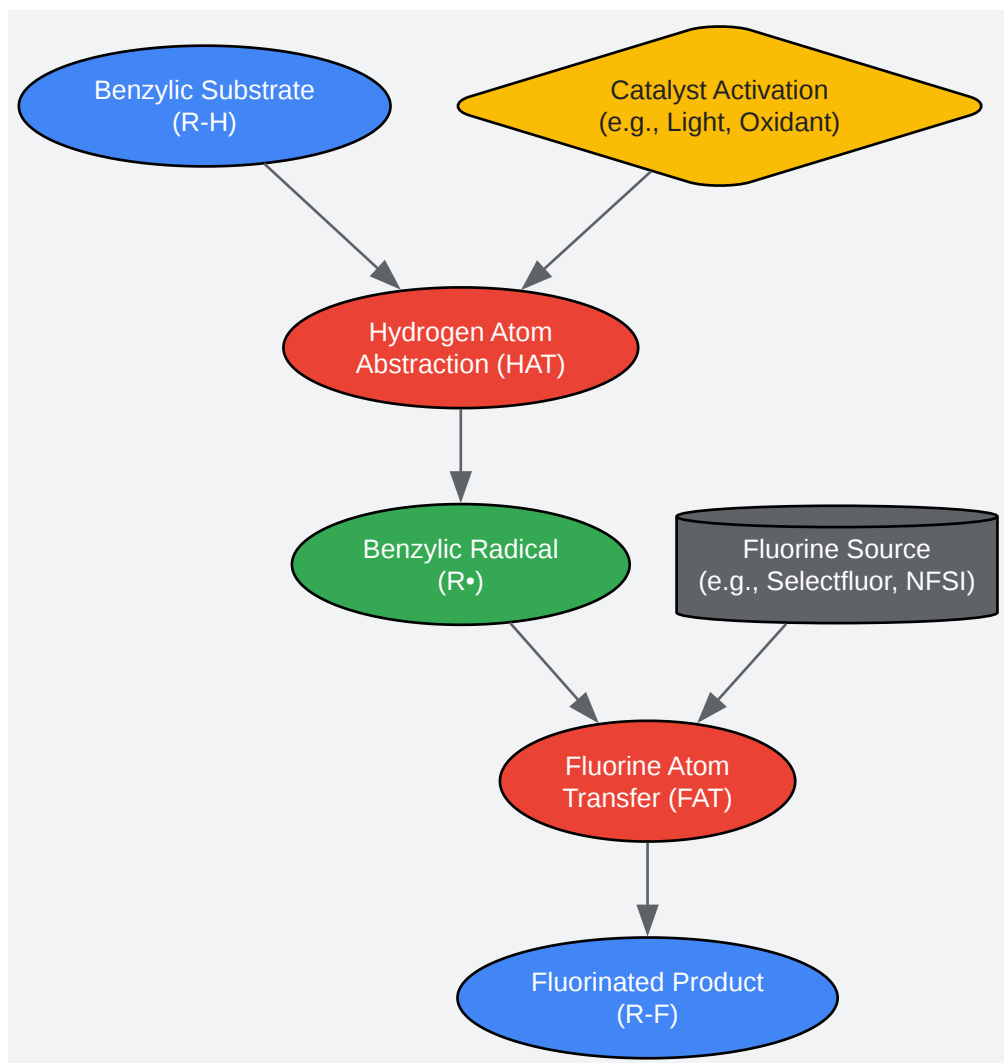 Benzylic Substrate
(R-H)
Catalyst Activation
(e.g., Light, Oxidant)
Hydrogen Atom
Abstraction (HAT)
Benzylic Radical
(R•)
Fluorine Source
(e.g., Selectfluor, NFSI)
Fluorine Atom
Transfer (FAT)
Fluorinated Product
(R-F)